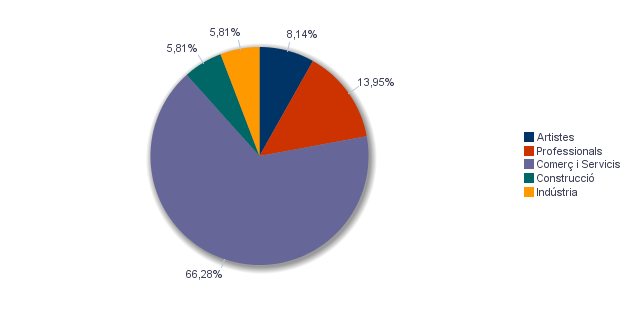 5,81%
8,14%
5,81%
13,95%
66,28%
Artistes
Professionals
Comerç i Servicis
Construcció
Indústria